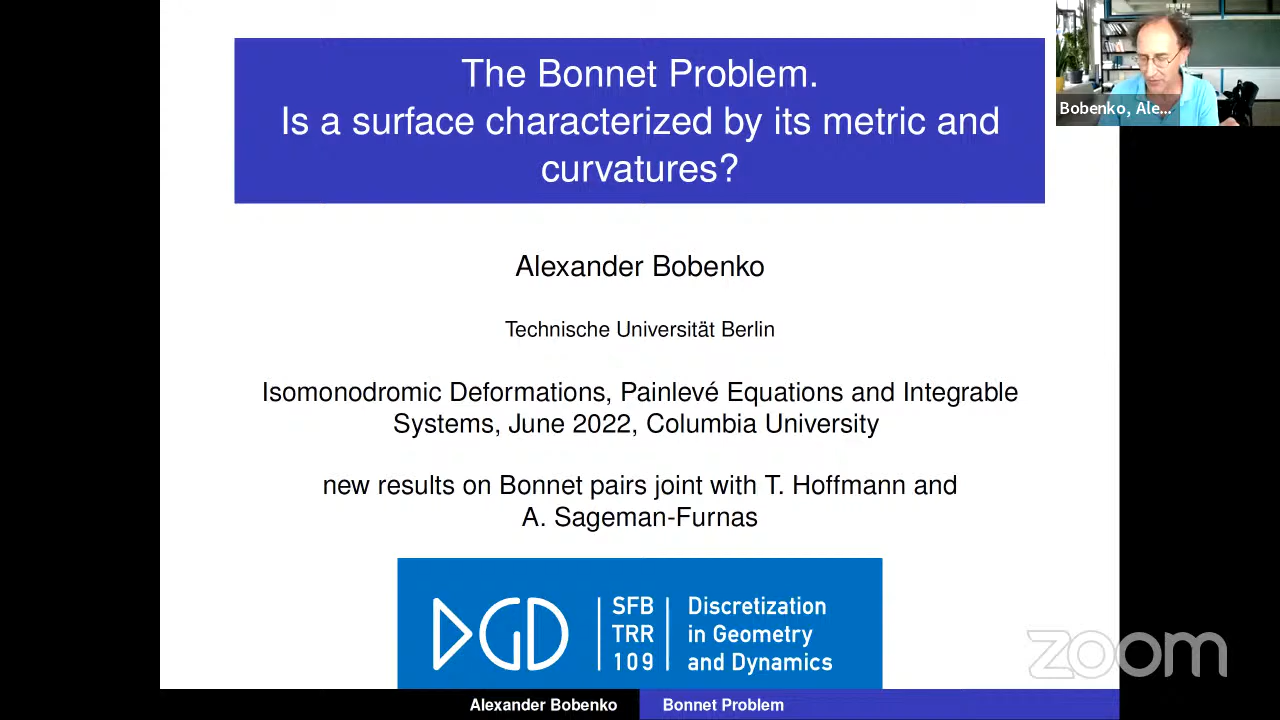 The Bonnet Problem.
Is a surface characterized by its metric and
curvatures?
Bobenko, Ale...
Alexander Bobenko
Technische Universität Berlin
Isomonodromic Deformations, Painlevé Equations and Integrable
Systems, June 2022, Columbia University
new results on Bonnet pairs joint with T. Hoffmann and
A. Sageman-Furnas
DGD
SFB
TRR
109
Discretization
in Geometry
and Dynamics
zoom
Alexander Bobenko
Bonnet Problem